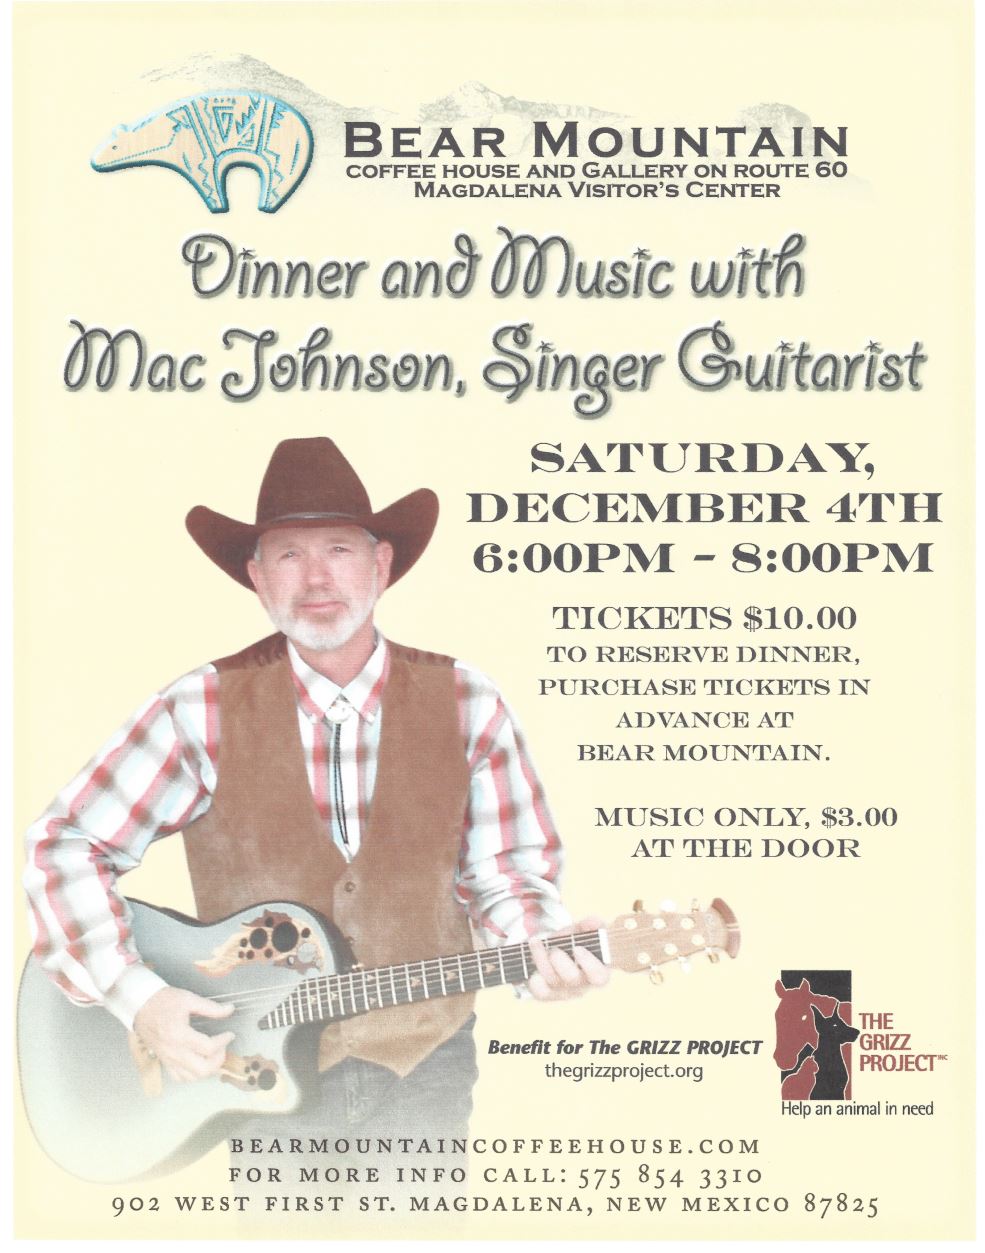 BEAR MOUNTAIN
COFFEE HOUSE AND GALLERY ON ROUTE 60
MAGDALENA VISITOR'S CENTER
Dinner and Music with
Mac Johnson, Singer Guitarist
SATURDAY,
DECEMBER 4TH
6:00PM - 8:00PM
TICKETS $10.00
TO RESERVE DINNER,
PURCHASE TICKETS IN
ADVANCE AT
BEAR MOUNTAIN.
MUSIC ONLY, $3.00
AT THE DOOR
Benefit for The GRIZZ PROJECT
thegrizzproject.org
THE
GRIZZ
PROJECT INC
Help an animal in need
BEARMOUNTAINCOFFEEHOUSE.COM
FOR MORE INFO CALL: 575 854 3310
902 WEST FIRST ST. MAGDALENA, NEW MEXICO 87825